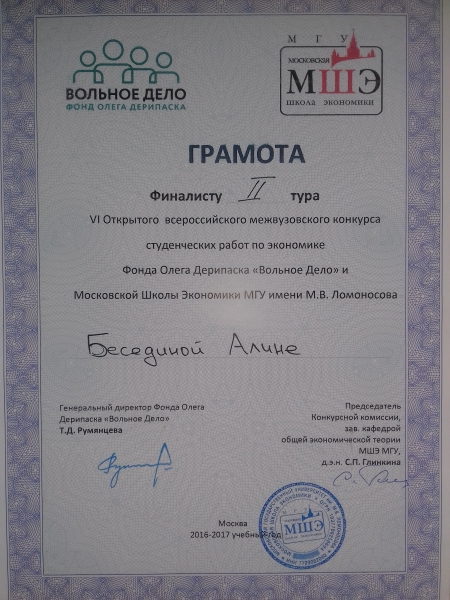 ВОЛЬНОЕ ДЕЛО
ФОНД ОЛЕГА ДЕРИПАСКА
МГУ
МОСКОВСКАЯ
МШЭ
ШКОЛА ЭКОНОМИКИ
ГРАМОТА
Финалисту II тура
VI Открытого всероссийского межвузовского конкурса
студенческих работ по экономике
Фонда Олега Дерипаска «Вольное Дело» и
Московской Школы Экономики МГУ имени М.В. Ломоносова
Бесединой Алине
Генеральный директор Фонда Олега
Дерипаска «Вольное Дело»
Т.Д. Румянцева
Председатель
Конкурсной комиссии,
зав. кафедрой
общей экономической теории
МШЭ МГУ,
д.э.н. С.П. Глинкина
МШЭ
Москва
2016-2017 учебный год